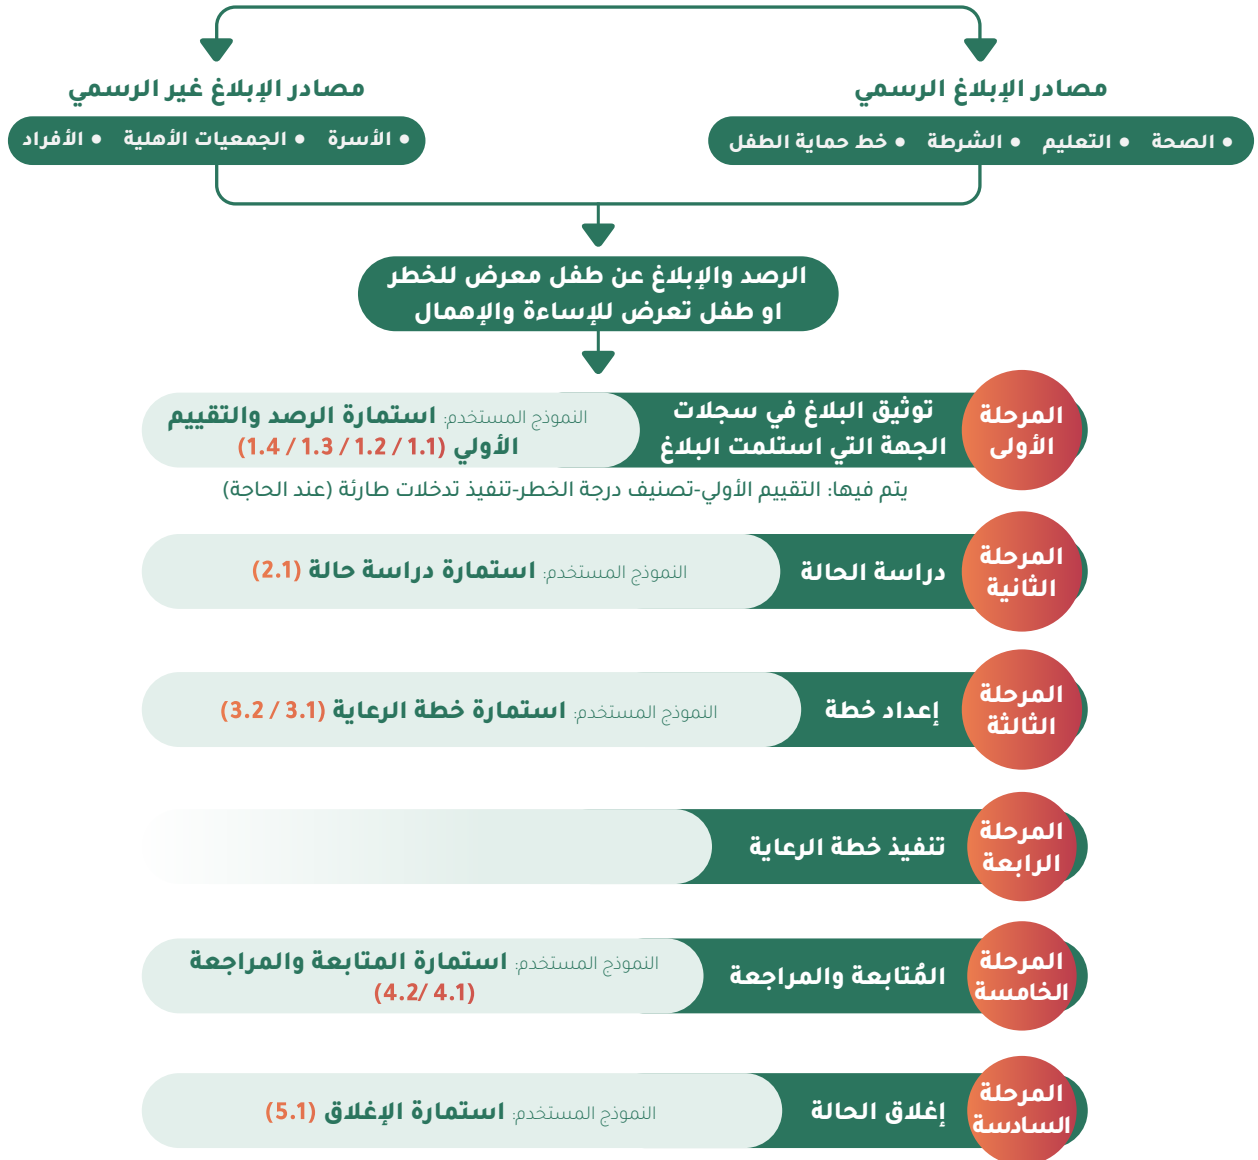 مصادر الإبلاغ الرسمي
• الصحة • التعليم • الشرطة • خط حماية الطفل
مصادر الإبلاغ غير الرسمي
• الأسرة • الجمعيات الأهلية • الأفراد
الرصد والإبلاغ عن طفل معرض للخطر
او طفل تعرض للإساءة والإهمال
المرحلة
الأولى
توثيق البلاغ في سجلات
الجهة التي استلمت البلاغ
النموذج المستخدم: استمارة الرصد والتقييم
الأولي (1.1 / 1.2 / 1.3 / 1.4)
يتم فيها: التقييم الأولي-تصنيف درجة الخطر-تنفيذ تدخلات طارئة (عند الحاجة)
المرحلة
الثانية
دراسة الحالة
النموذج المستخدم: استمارة دراسة حالة (2.1)
المرحلة
الثالثة
إعداد خطة
النموذج المستخدم: استمارة خطة الرعاية (3.1 / 3.2)
المرحلة
الرابعة
تنفيذ خطة الرعاية
المرحلة
الخامسة
المُتابعة والمراجعة
النموذج المستخدم: استمارة المتابعة والمراجعة
(4.1 /4.2)
المرحلة
السادسة
إغلاق الحالة
النموذج المستخدم: استمارة الإغلاق (5.1)